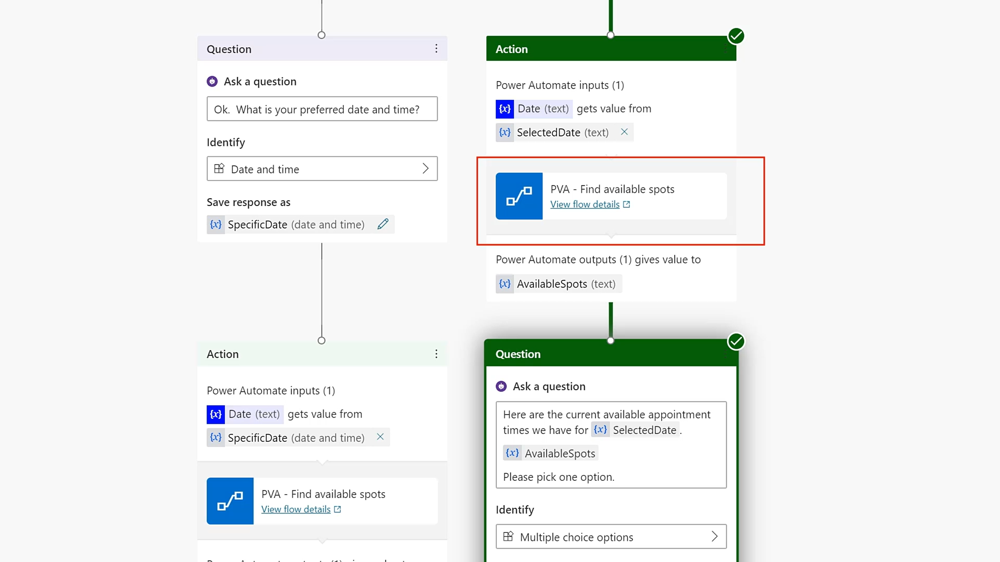 Question
Ask a question
Ok.  What is your preferred date and time?
Identify
Date and time
Save response as
{x} SpecificDate (date and time)
Action
Power Automate inputs (1)
{x} Date (text) gets value from
{x} SpecificDate (date and time)
PVA - Find available spots
View flow details
Action
Power Automate inputs (1)
{x} Date (text) gets value from
{x} SelectedDate (text)
PVA - Find available spots
View flow details
Power Automate outputs (1) gives value to
{x} AvailableSpots (text)
Question
Ask a question
Here are the current available appointment
times we have for {x} SelectedDate .
{x} AvailableSpots
Please pick one option.
Identify
Multiple choice options